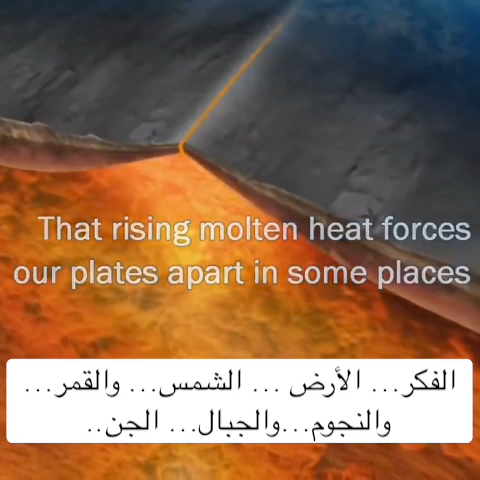 That rising molten heat forces
our plates apart in some places
الفكر... الأرض ... الشمس... والقمر...
والنجوم...والجبال... الجن..